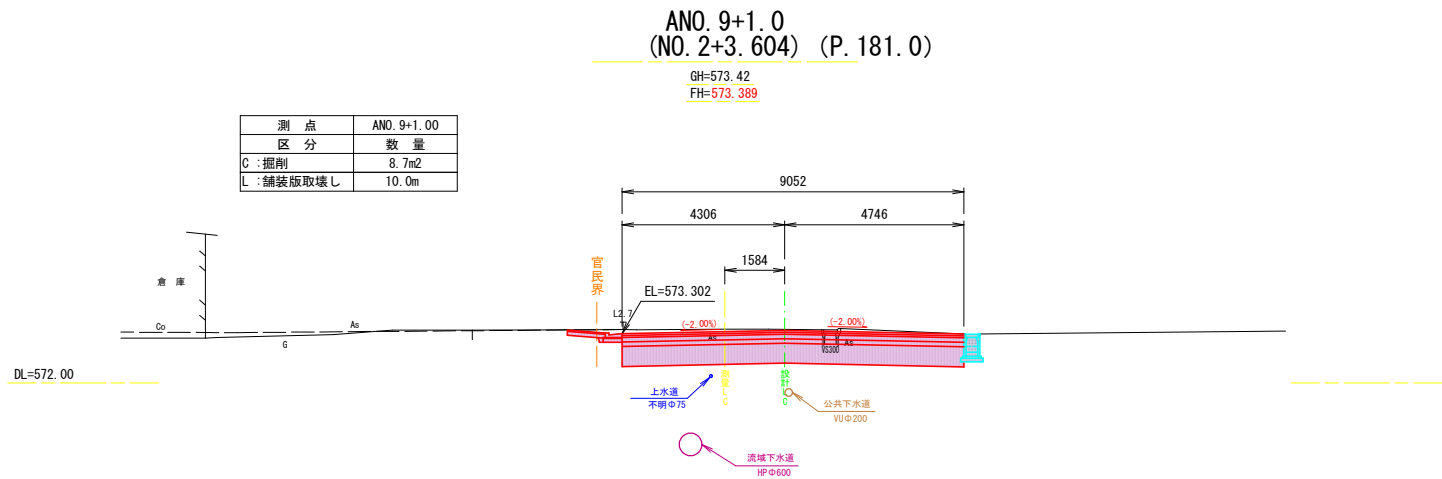 ANO.9+1.0
(NO.2+3.604) (P.181.0)
GH=573.42
FH=573.389
測 点 ANO.9+1.00
区 分 数 量
C :掘削 8.7m2
L :舗装版取壊し 10.0m
9052
4306 4746
1584
官民界
倉 庫
EL=573.302
L2.7
Co
As
(-2.00%)
(-2.00%)
As
As
G
VS300
DL=572.00
設計CL
上水道
不明Φ75
公共下水道
VUΦ200
流域下水道
HPΦ600